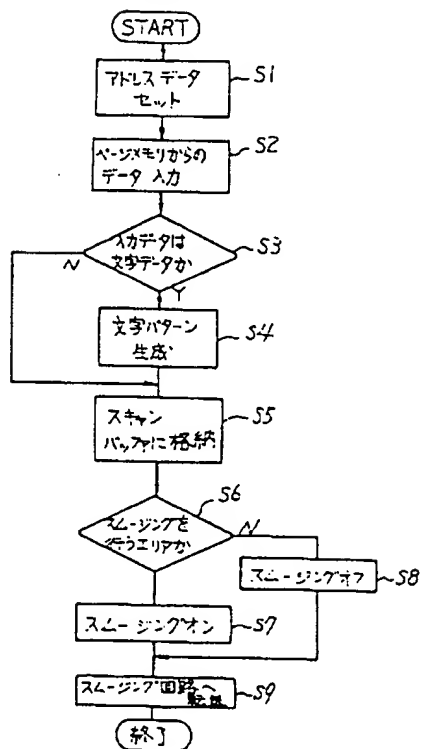 START
アドレスデータ
セット
S1
ページメモリからの
データ入力
S2
入力データは
文字データか
S3
N
Y
文字パターン
生成
S4
スキャン
バッファに格納
S5
スムージングを
行うエリアか
S6
N
スムージングオフ
S8
スムージングオン
S7
スムージング回路へ
転送
S9
終了